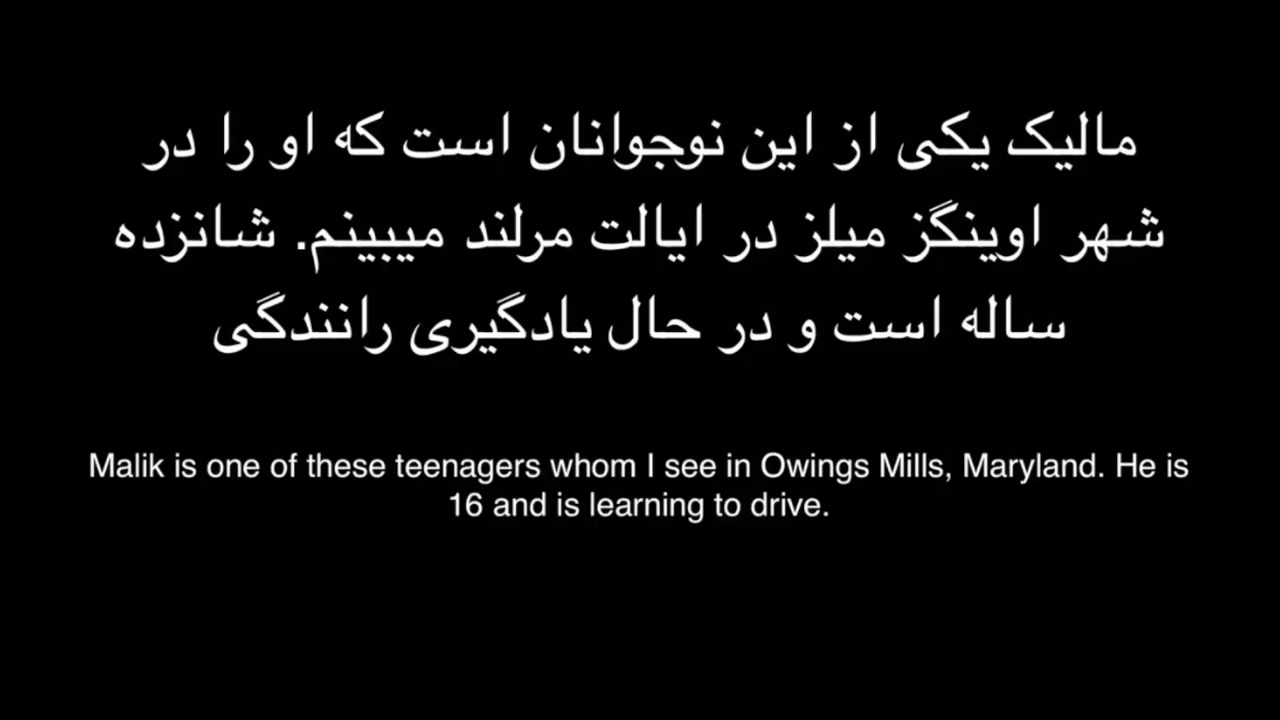 مالیک یکی از این نوجوانان است که او را در
شهر اوینگز میلز در ایالت مرلند میبینم. شانزده
ساله است و در حال یادگیری رانندگی
Malik is one of these teenagers whom I see in Owings Mills, Maryland. He is
16 and is learning to drive.